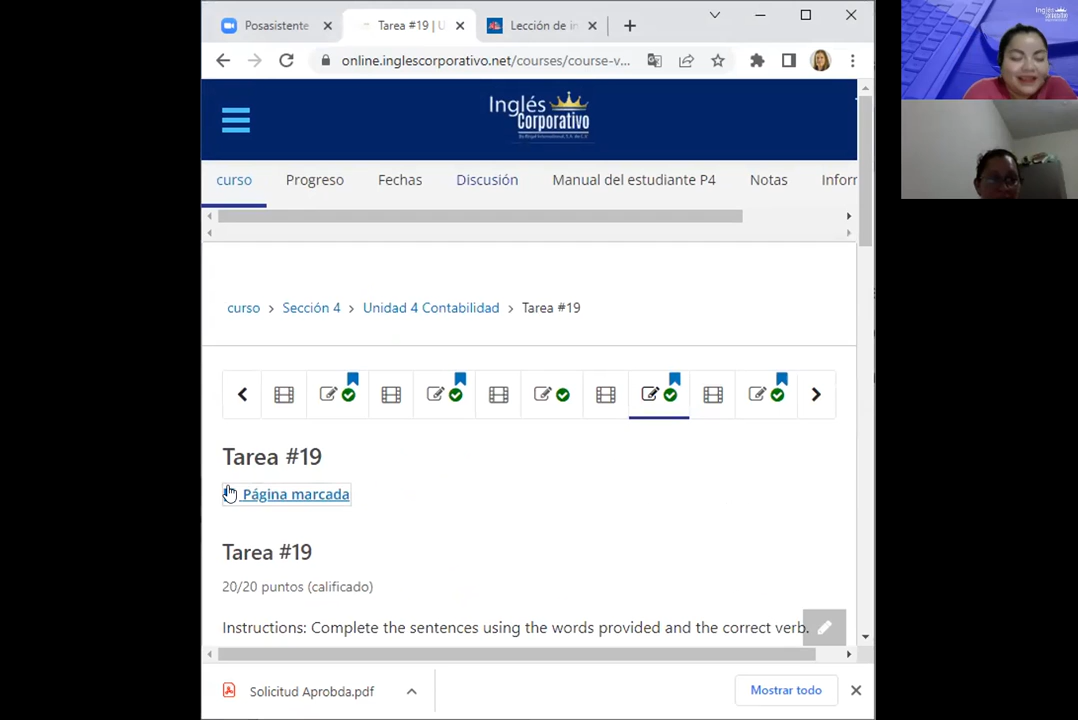 Posasistente
Tarea #19 | U
Lección de in
online.inglescorporativo.net/courses/course-v...
Inglés
Corporativo
curso
Progreso
Fechas
Discusión
Manual del estudiante P4
Notas
Inforr
curso > Sección 4 > Unidad 4 Contabilidad > Tarea #19
Tarea #19
Página marcada
Tarea #19
20/20 puntos (calificado)
Instructions: Complete the sentences using the words provided and the correct verb.
Solicitud Aprobda.pdf
Mostrar todo